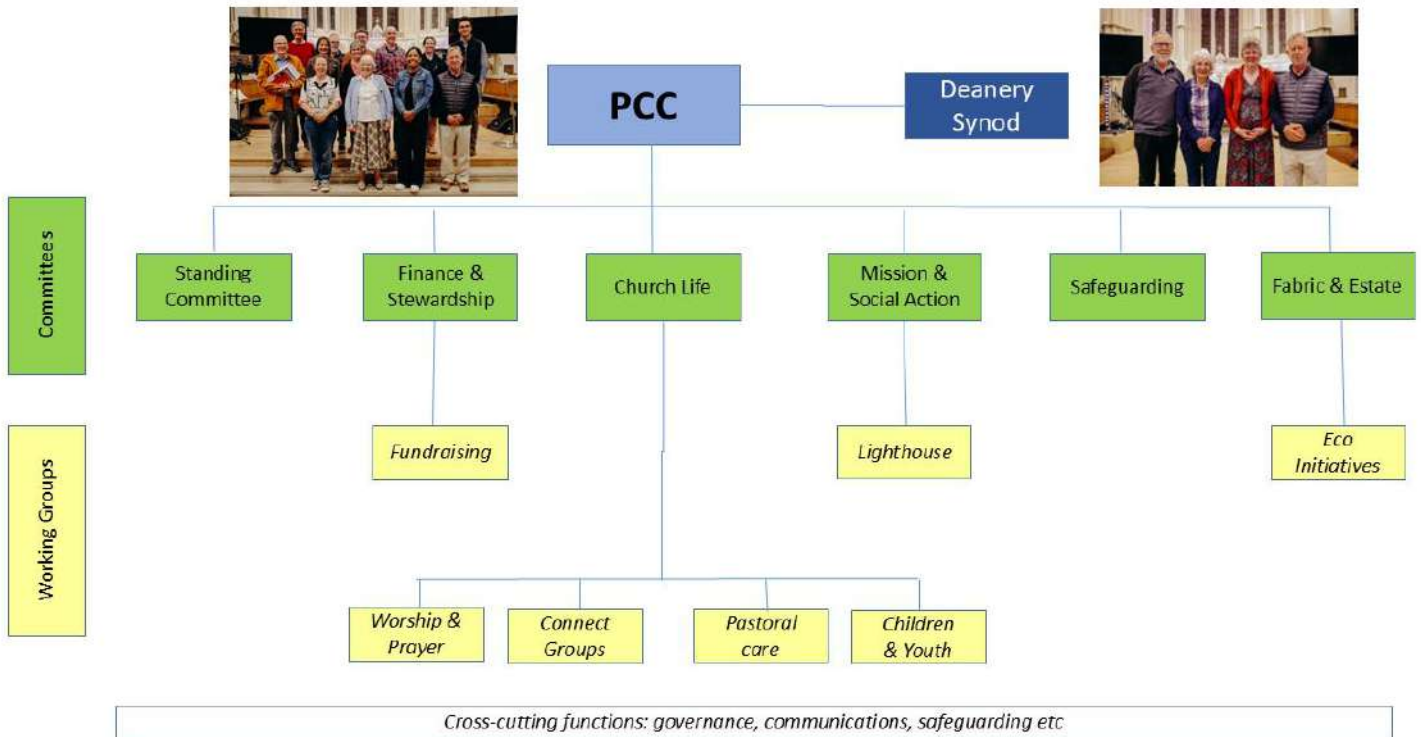 PCC
Deanery
Synod
Committees
Standing
Committee
Finance &
Stewardship
Church Life
Mission &
Social Action
Safeguarding
Fabric & Estate
Working Groups
Fundraising
Lighthouse
Eco
Initiatives
Worship &
Prayer
Connect
Groups
Pastoral
care
Children
& Youth
Cross-cutting functions: governance, communications, safeguarding etc